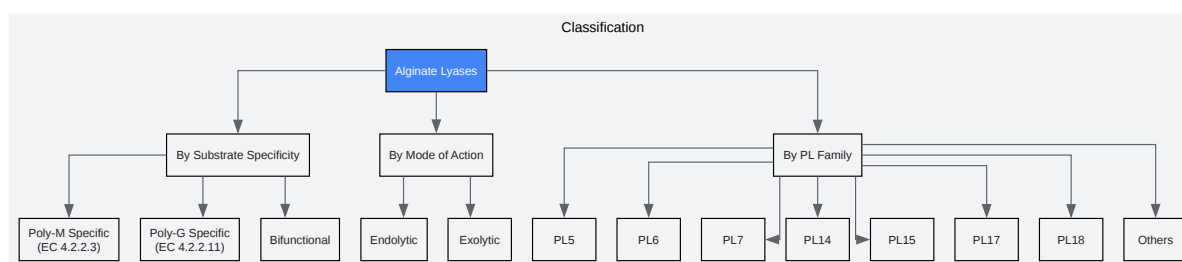 Classification
Alginate Lyases
By Substrate Specificity
By Mode of Action
By PL Family
Poly-M Specific
(EC 4.2.2.3)
Poly-G Specific
(EC 4.2.2.11)
Bifunctional
Endolytic
Exolytic
PL5
PL6
PL7
PL14
PL15
PL17
PL18
Others